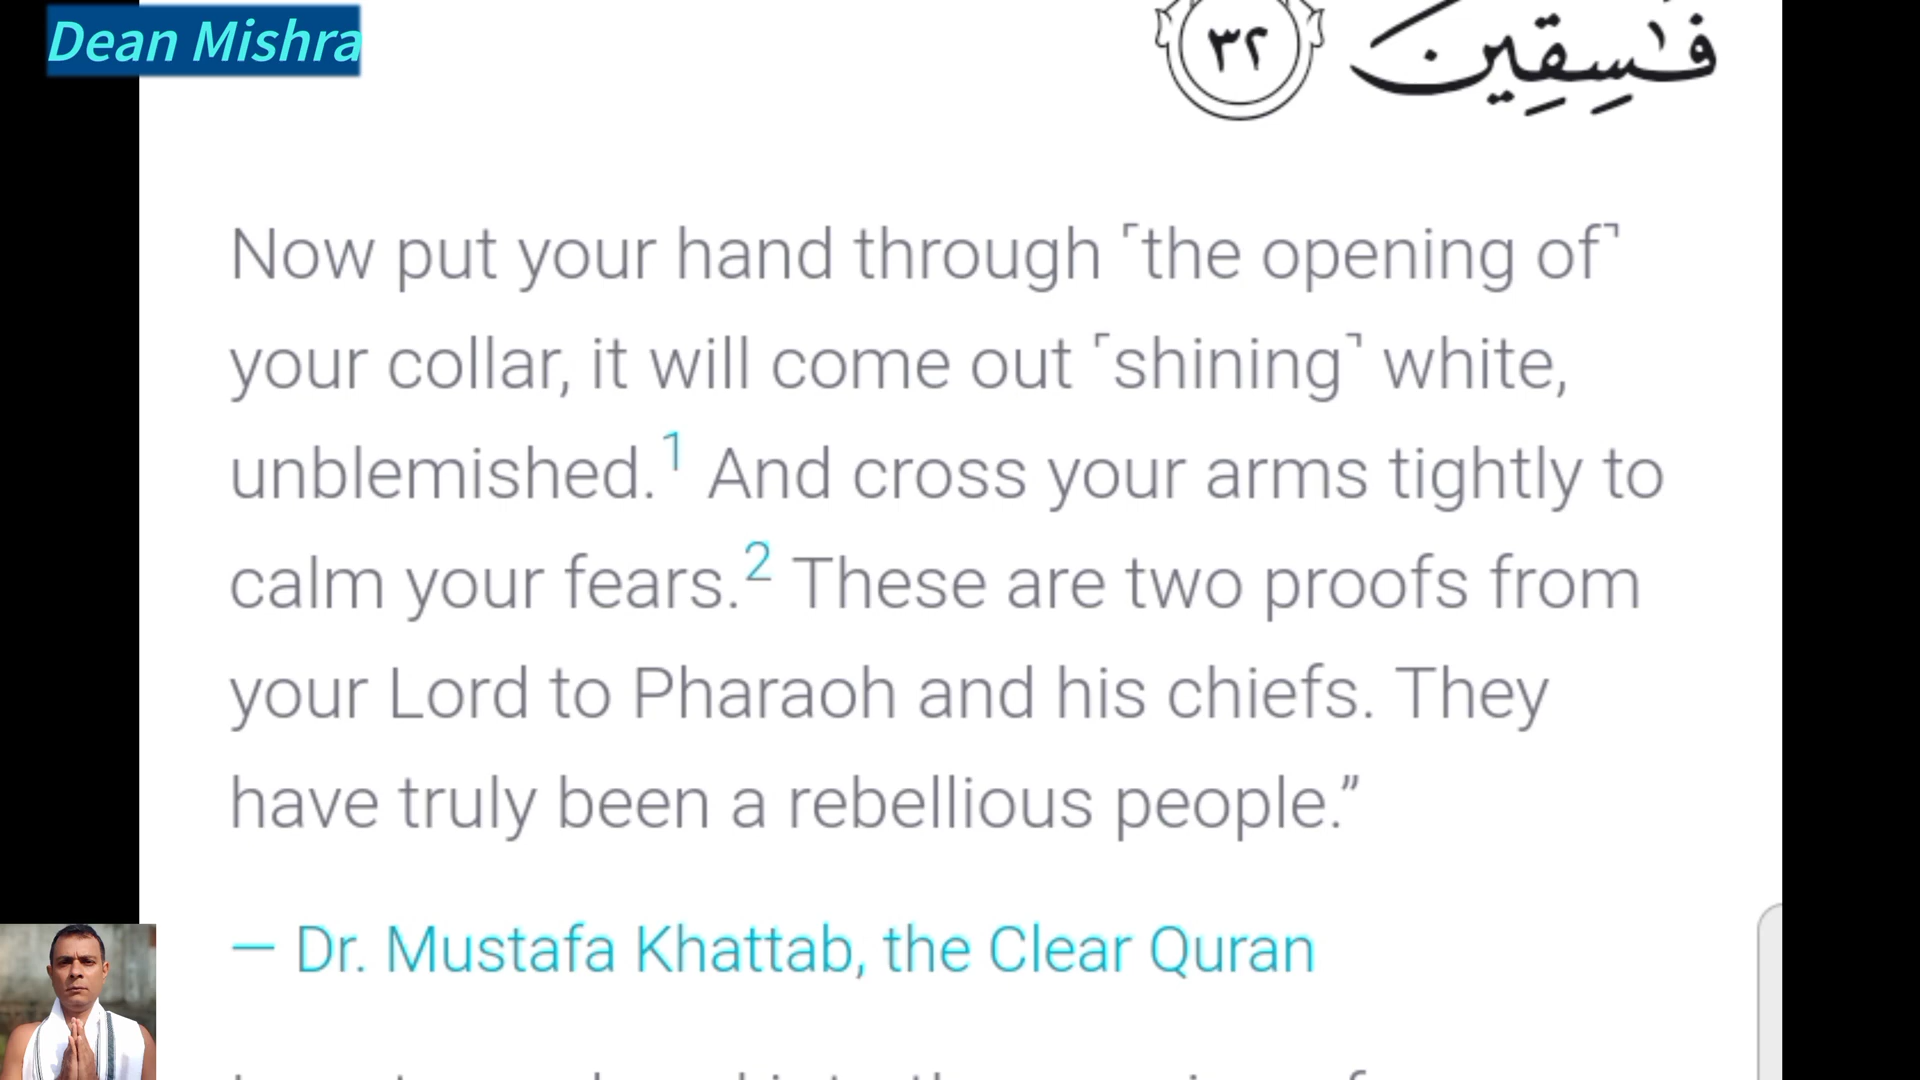 Dean Mishra
فَٰسِقِينَ ٣٢
Now put your hand through ˹the opening of˺
your collar, it will come out ˹shining˺ white,
unblemished.1 And cross your arms tightly to
calm your fears.2 These are two proofs from
your Lord to Pharaoh and his chiefs. They
have truly been a rebellious people.”
— Dr. Mustafa Khattab, the Clear Quran